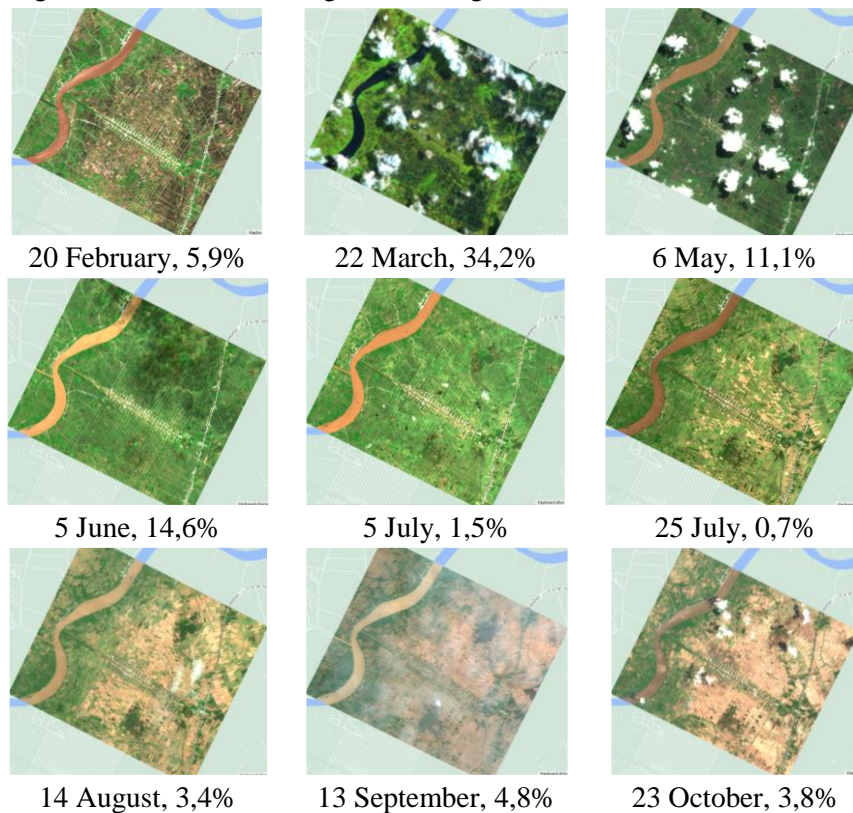 20 February, 5,9%
22 March, 34,2%
6 May, 11,1%
5 June, 14,6%
5 July, 1,5%
25 July, 0,7%
14 August, 3,4%
13 September, 4,8%
23 October, 3,8%